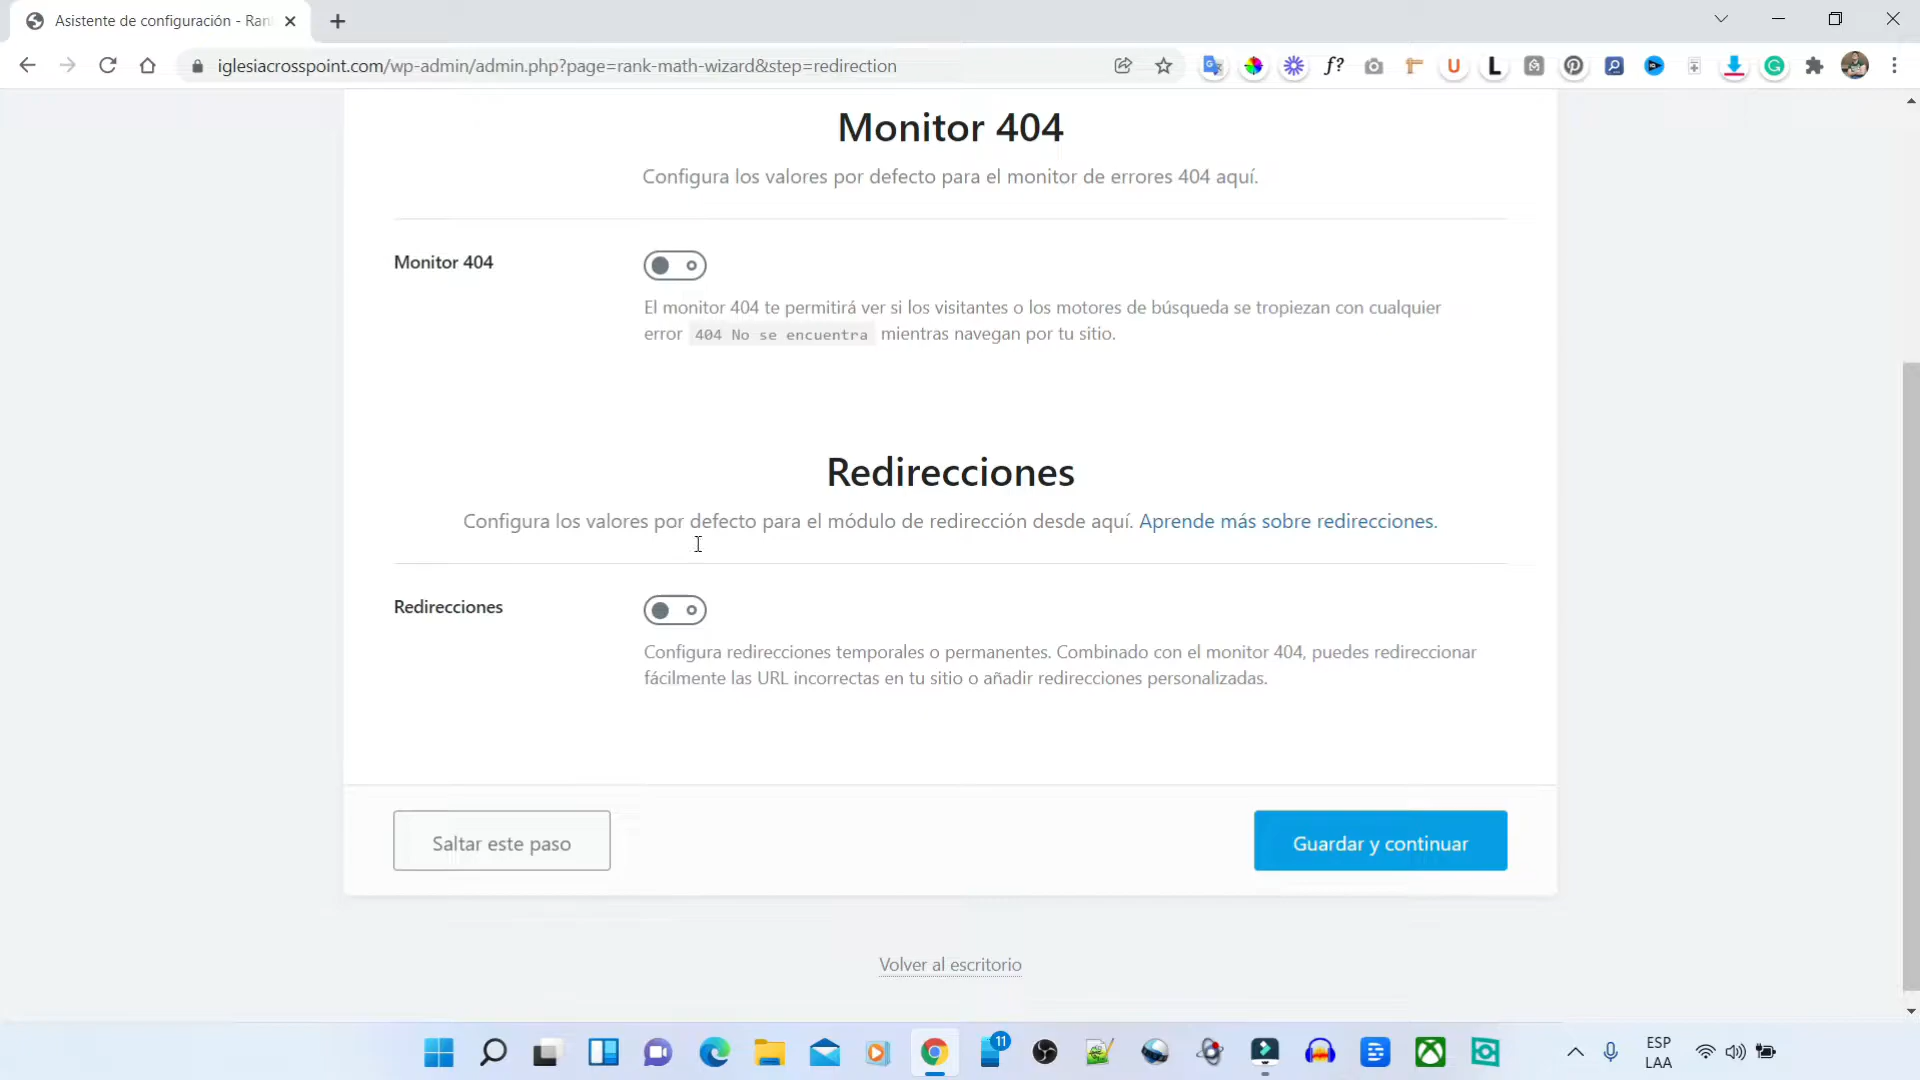 Asistente de configuración - Ran
iglesiacrosspoint.com/wp-admin/admin.php?page=rank-math-wizard&step=redirection
Monitor 404
Configura los valores por defecto para el monitor de errores 404 aquí.
Monitor 404
El monitor 404 te permitirá ver si los visitantes o los motores de búsqueda se tropiezan con cualquier
error 404 No se encuentra mientras navegan por tu sitio.
Redirecciones
Configura los valores por defecto para el módulo de redirección desde aquí. Aprende más sobre redirecciones.
Redirecciones
Configura redirecciones temporales o permanentes. Combinado con el monitor 404, puedes redireccionar
fácilmente las URL incorrectas en tu sitio o añadir redirecciones personalizadas.
Saltar este paso
Guardar y continuar
Volver al escritorio
11
ESP
LAA